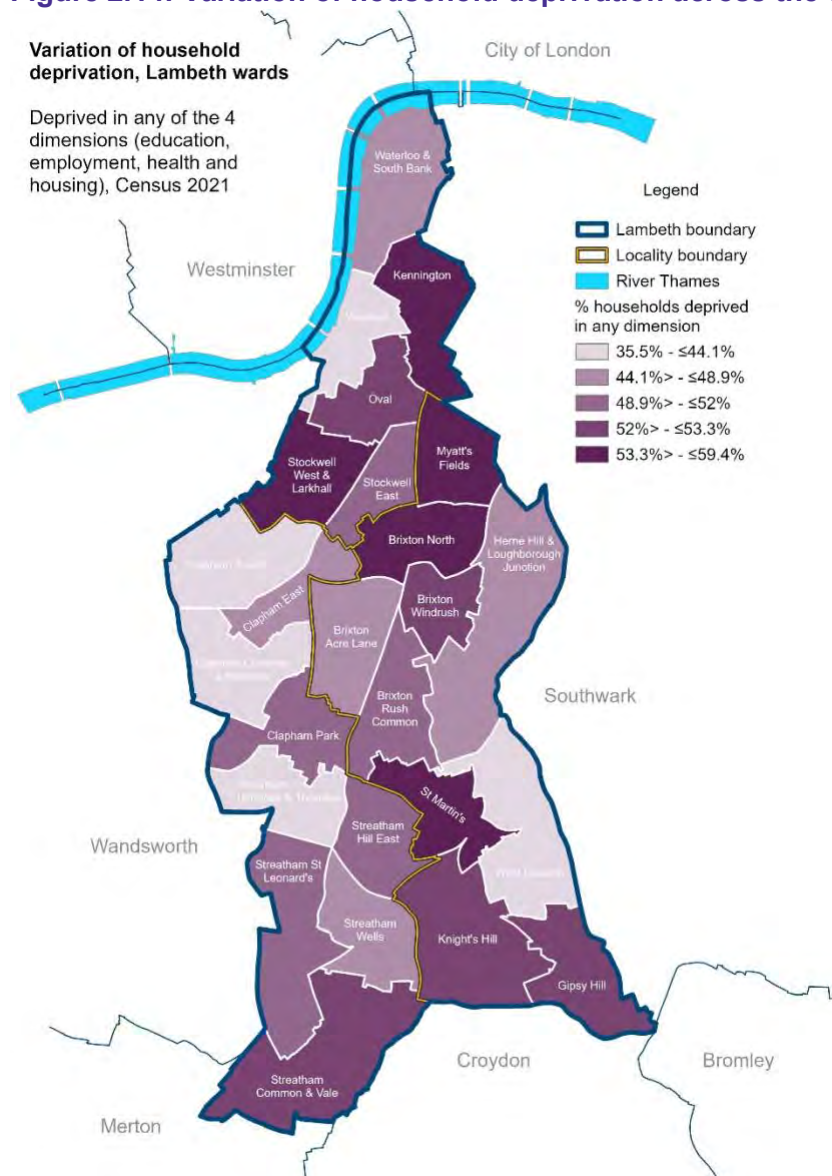 Variation of household
deprivation, Lambeth wards
Deprived in any of the 4
dimensions (education,
employment, health and
housing), Census 2021
City of London
Westminster
Legend
Lambeth boundary
Locality boundary
River Thames
% households deprived
in any dimension
35.5% - ≤44.1%
44.1%> - ≤48.9%
48.9%> - ≤52%
52%> - ≤53.3%
53.3%> - ≤59.4%
Waterloo &
South Bank
Kennington
Oval
Stockwell
West &
Larkhall
Stockwell
East
Myatt's
Fields
Brixton North
Herne Hill &
Loughborough
Junction
Clapham East
Brixton
Acre Lane
Brixton
Windrush
Brixton
Rush
Common
Southwark
Clapham Park
St Martin's
Wandsworth
Streatham
Hill East
Streatham St
Leonard's
Streatham
Wells
Knight's Hill
Gipsy Hill
Streatham
Common & Vale
Croydon
Bromley
Merton